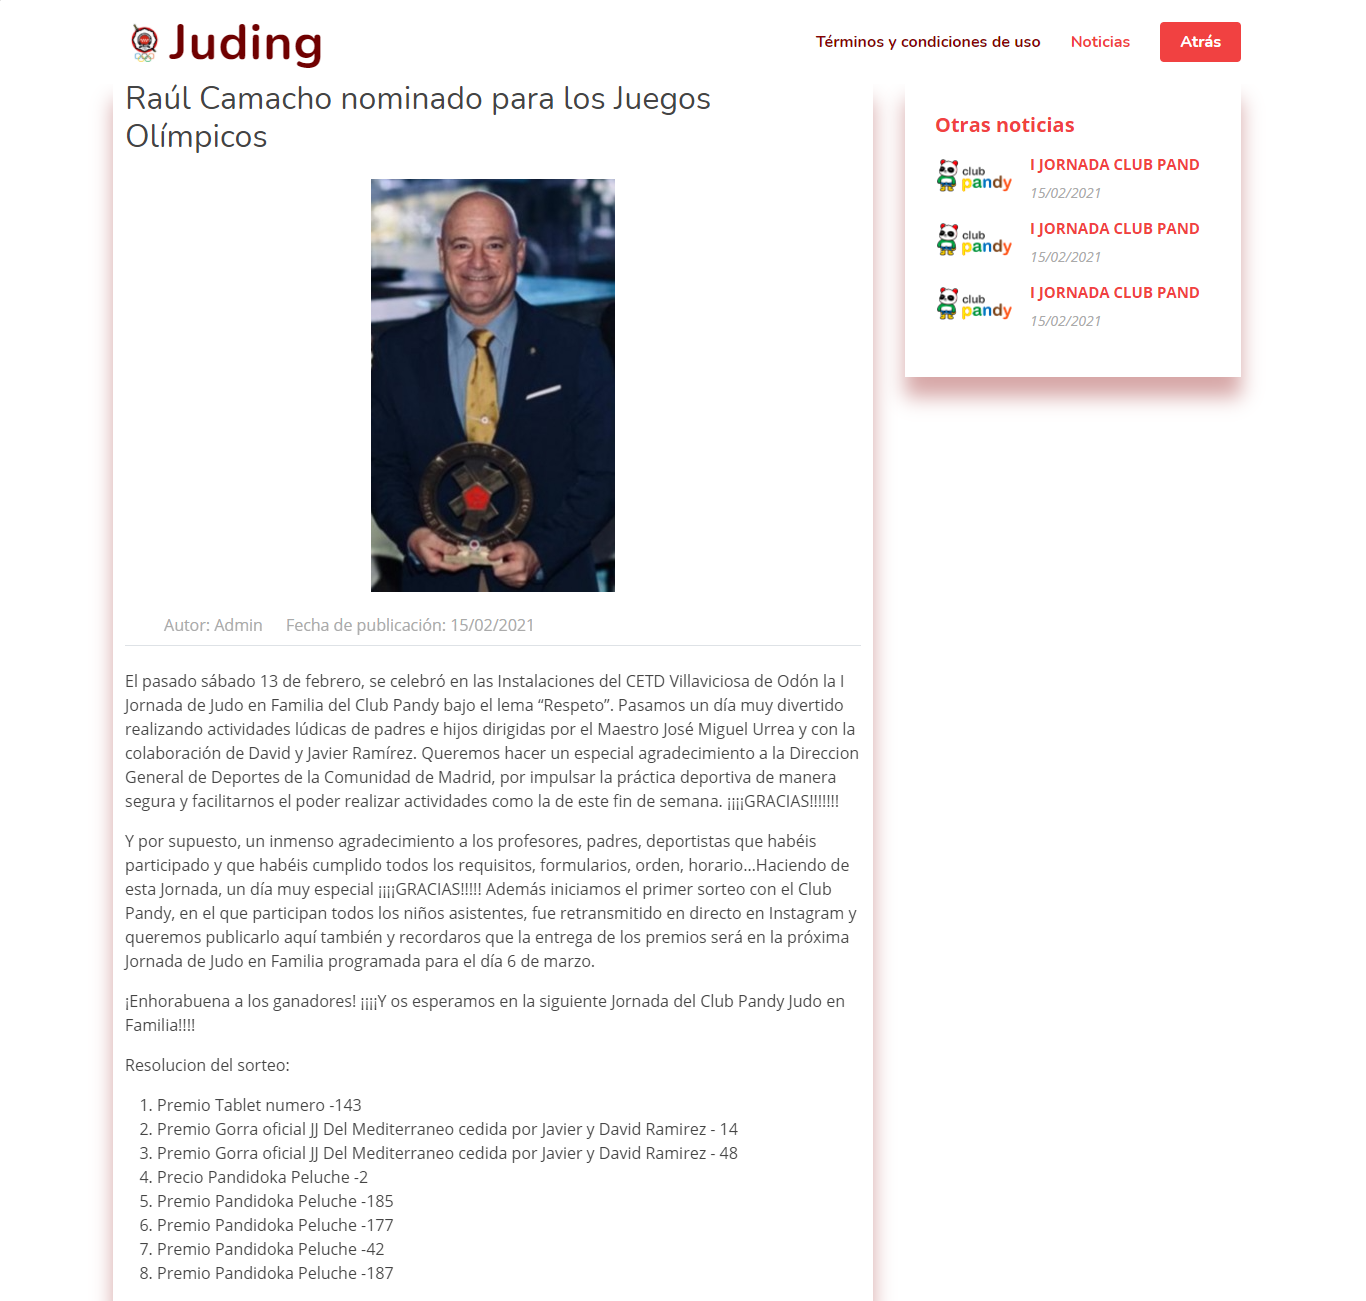 Juding
Términos y condiciones de uso
Noticias
Atrás
Raúl Camacho nominado para los Juegos
Olímpicos
Autor: Admin Fecha de publicación: 15/02/2021
El pasado sábado 13 de febrero, se celebró en las Instalaciones del CETD Villaviciosa de Odón la I
Jornada de Judo en Familia del Club Pandy bajo el lema “Respeto”. Pasamos un día muy divertido
realizando actividades lúdicas de padres e hijos dirigidas por el Maestro José Miguel Urrea y con la
colaboración de David y Javier Ramírez. Queremos hacer un especial agradecimiento a la Direccion
General de Deportes de la Comunidad de Madrid, por impulsar la práctica deportiva de manera
segura y facilitarnos el poder realizar actividades como la de este fin de semana. ¡¡¡¡GRACIAS!!!!!!!
Y por supuesto, un inmenso agradecimiento a los profesores, padres, deportistas que habéis
participado y que habéis cumplido todos los requisitos, formularios, orden, horario...Haciendo de
esta Jornada, un día muy especial ¡¡¡¡GRACIAS!!!!! Además iniciamos el primer sorteo con el Club
Pandy, en el que participan todos los niños asistentes, fue retransmitido en directo en Instagram y
queremos publicarlo aquí también y recordaros que la entrega de los premios será en la próxima
Jornada de Judo en Familia programada para el día 6 de marzo.
¡Enhorabuena a los ganadores! ¡¡¡¡Y os esperamos en la siguiente Jornada del Club Pandy Judo en
Familia!!!!
Resolucion del sorteo:
1. Premio Tablet numero -143
2. Premio Gorra oficial JJ Del Mediterraneo cedida por Javier y David Ramirez - 14
3. Premio Gorra oficial JJ Del Mediterraneo cedida por Javier y David Ramirez - 48
4. Precio Pandidoka Peluche -2
5. Premio Pandidoka Peluche -185
6. Premio Pandidoka Peluche -177
7. Premio Pandidoka Peluche -42
8. Premio Pandidoka Peluche -187
Otras noticias
club
pandy
I JORNADA CLUB PAND
15/02/2021
club
pandy
I JORNADA CLUB PAND
15/02/2021
club
pandy
I JORNADA CLUB PAND
15/02/2021